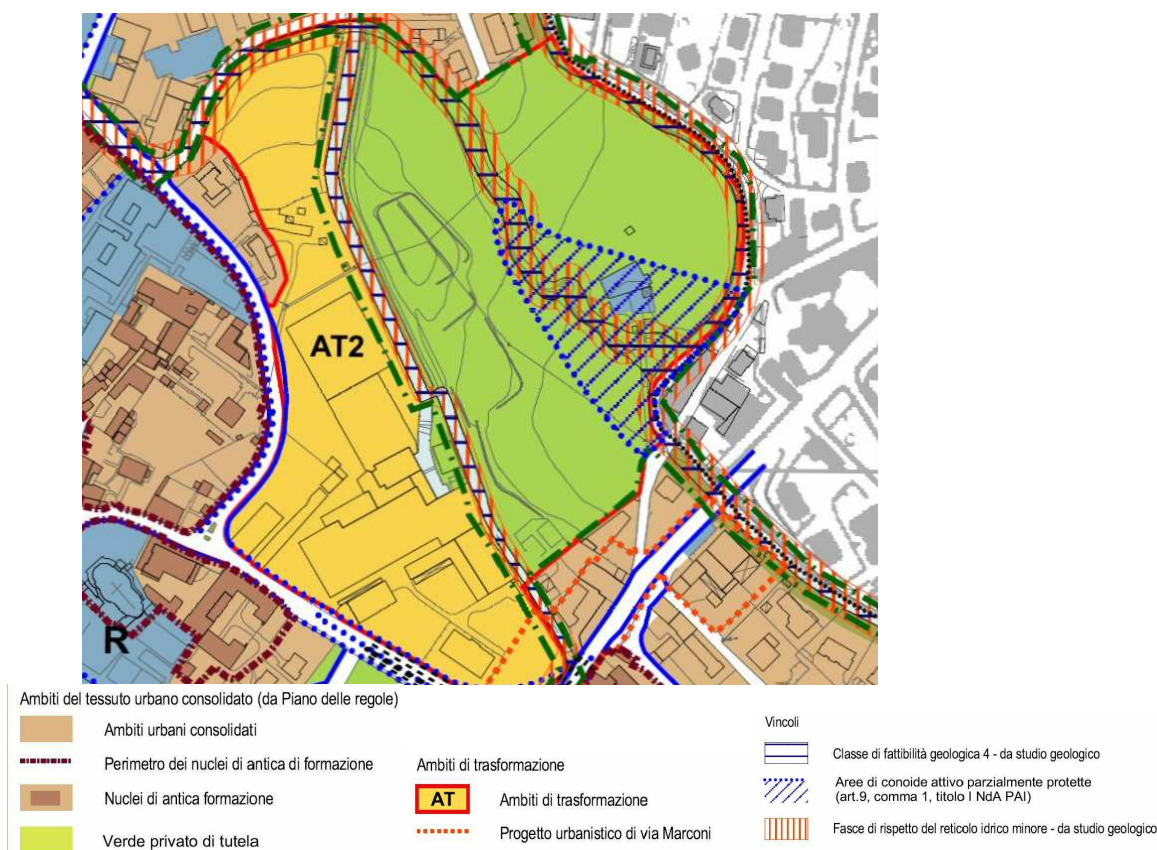 AT2
R
Ambiti del tessuto urbano consolidato (da Piano delle regole)
Ambiti urbani consolidati
Perimetro dei nuclei di antica di formazione
Nuclei di antica formazione
Verde privato di tutela
Ambiti di trasformazione
AT
Ambiti di trasformazione
Progetto urbanistico di via Marconi
Vincoli
Classe di fattibilità geologica 4 - da studio geologico
Aree di conoide attivo parzialmente protette
(art.9, comma 1, titolo I NdA PAI)
Fasce di rispetto del reticolo idrico minore - da studio geologico